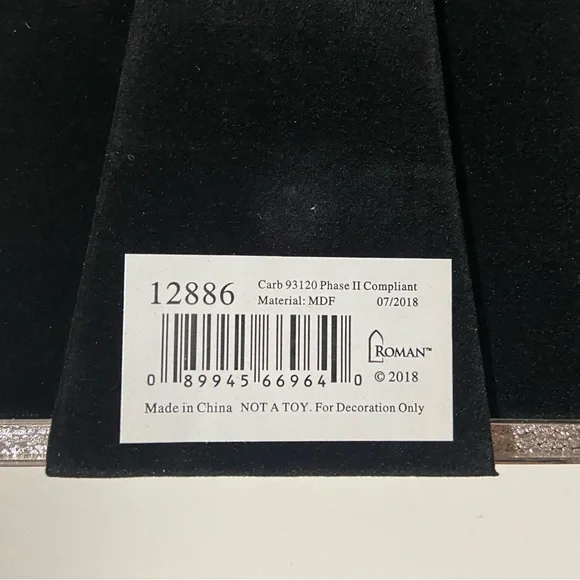 12886
Carb 93120 Phase II Compliant
Material: MDF 07/2018
ROMAN™
0 89945 66964 0
© 2018
Made in China NOT A TOY. For Decoration Only